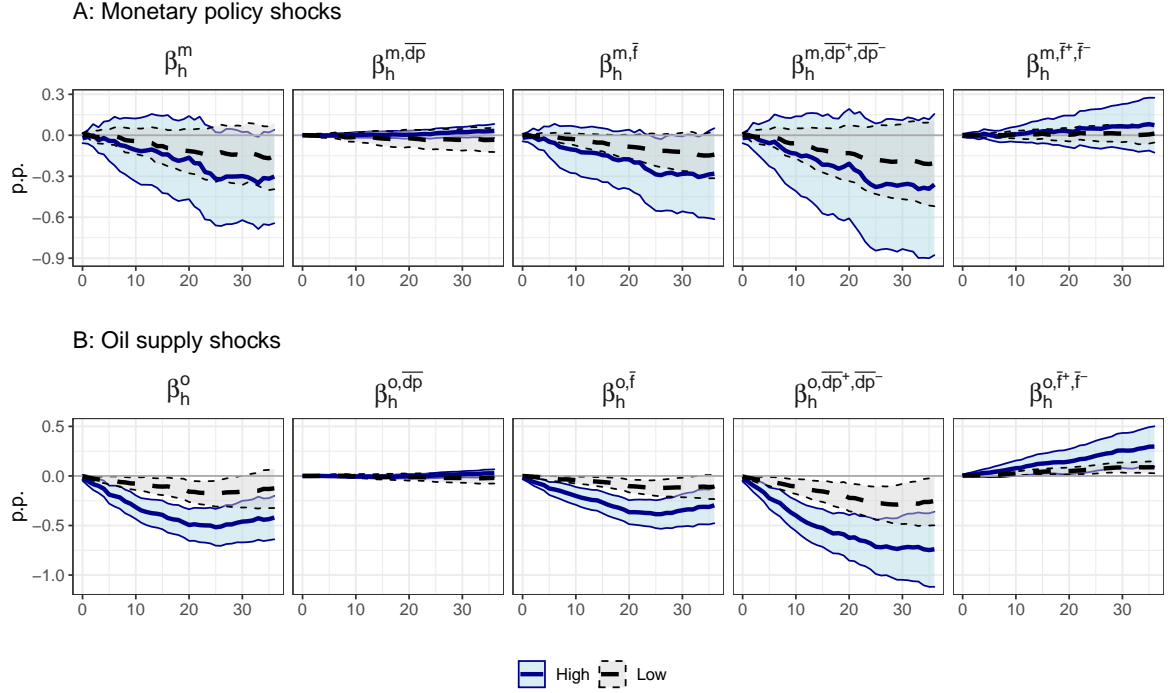 A: Monetary policy shocks
β_h^m β_h^{m,\overline{dp}} β_h^{m,\bar{f}} β_h^{m,\overline{dp}⁺,\overline{dp}⁻} β_h^{m,\bar{f}⁺,\bar{f}⁻}
0.3
0.0
−0.3
−0.6
−0.9
p.p.
0 10 20 30 0 10 20 30 0 10 20 30 0 10 20 30 0 10 20 30
B: Oil supply shocks
β_h^o β_h^{o,\overline{dp}} β_h^{o,\bar{f}} β_h^{o,\overline{dp}⁺,\overline{dp}⁻} β_h^{o,\bar{f}⁺,\bar{f}⁻}
0.5
0.0
−0.5
−1.0
p.p.
0 10 20 30 0 10 20 30 0 10 20 30 0 10 20 30 0 10 20 30
High Low